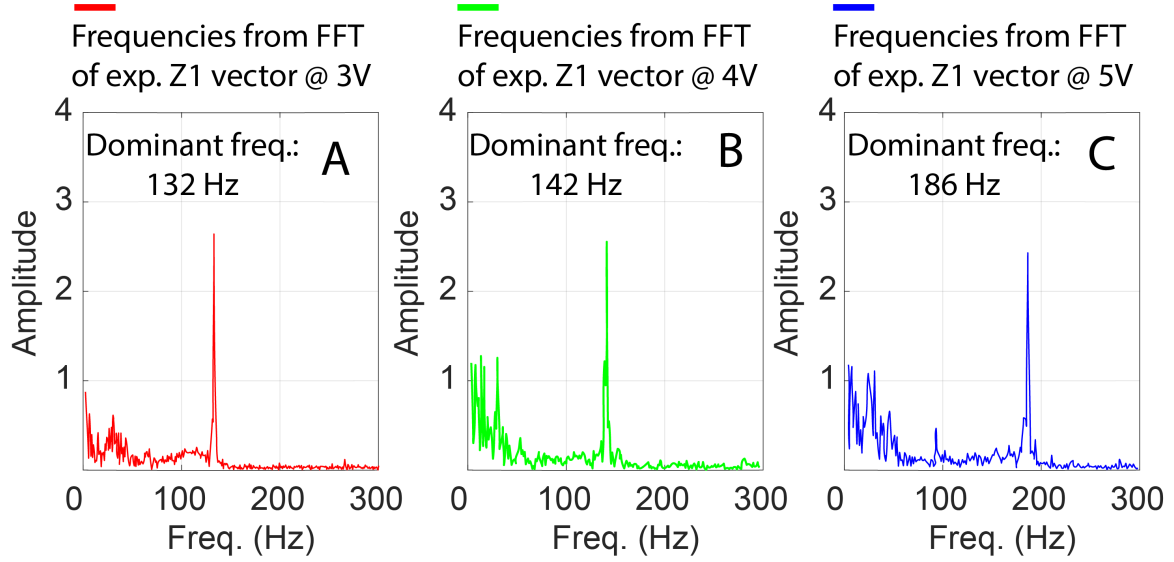 Frequencies from FFT
of exp. Z1 vector @ 3V
4
Dominant freq.:
A
132 Hz
3
2
1
Amplitude
0
100
200
300
Freq. (Hz)
Frequencies from FFT
of exp. Z1 vector @ 4V
4
Dominant freq.:
B
142 Hz
3
2
1
Amplitude
0
100
200
300
Freq. (Hz)
Frequencies from FFT
of exp. Z1 vector @ 5V
4
Dominant freq.:
C
186 Hz
3
2
1
Amplitude
0
100
200
300
Freq. (Hz)